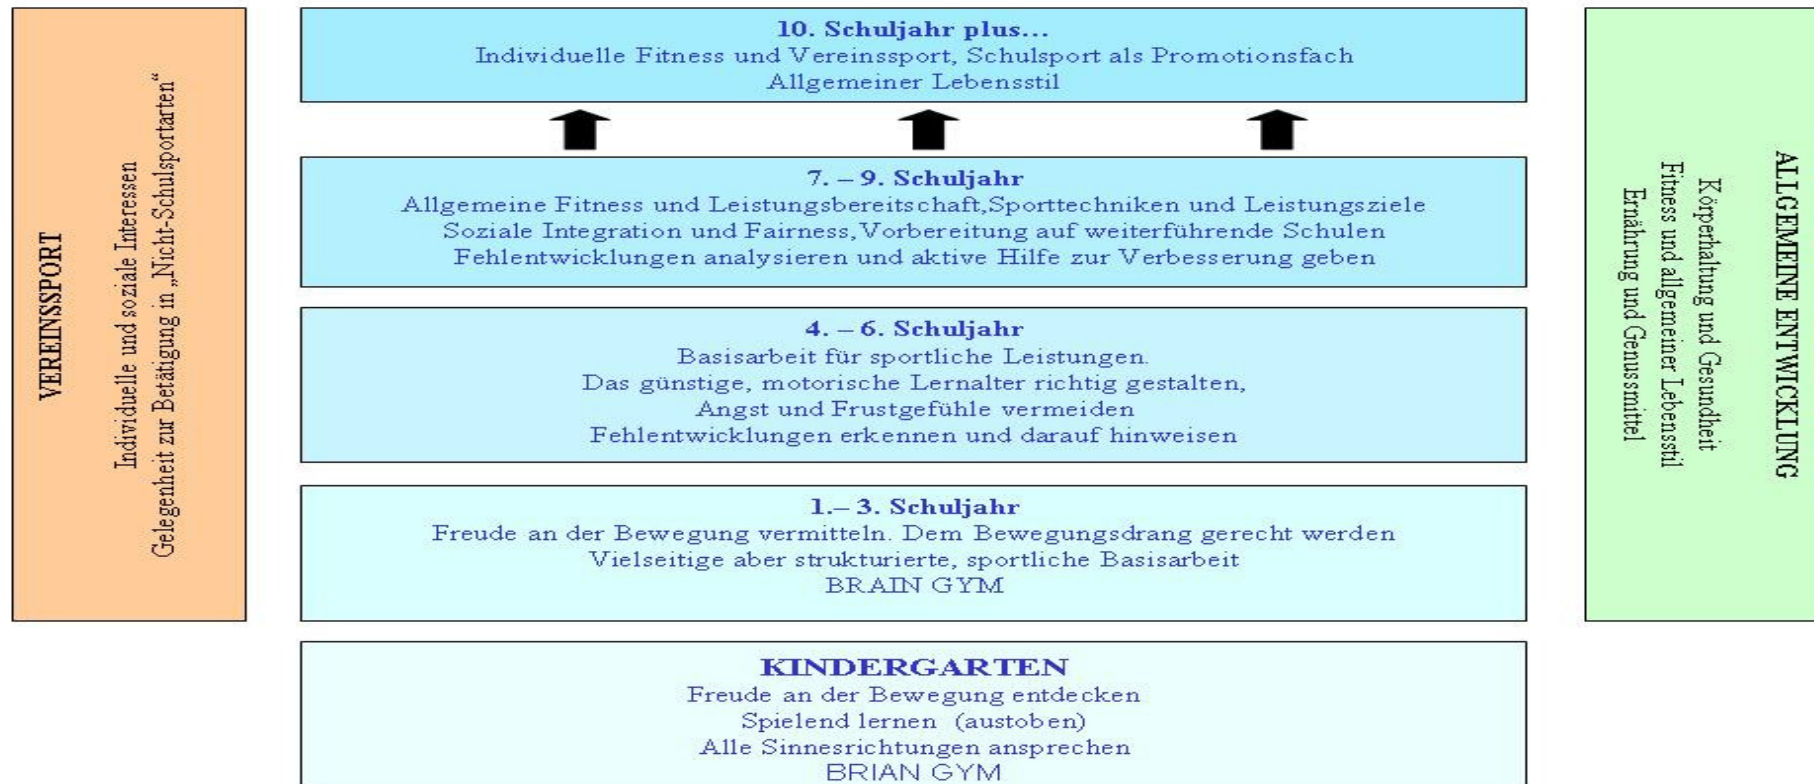 VEREINSSPORT
Individuelle und soziale Interessen
Gelegenheit zur Betätigung in „Nicht-Schulsportarten“
10. Schuljahr plus...
Individuelle Fitness und Vereinssport, Schulsport als Promotionsfach
Allgemeiner Lebensstil
7. – 9. Schuljahr
Allgemeine Fitness und Leistungsbereitschaft,Sporttechniken und Leistungsziele
Soziale Integration und Fairness,Vorbereitung auf weiterführende Schulen
Fehlentwicklungen analysieren und aktive Hilfe zur Verbesserung geben
4. – 6. Schuljahr
Basisarbeit für sportliche Leistungen.
Das günstige, motorische Lernalter richtig gestalten,
Angst und Frustgefühle vermeiden
Fehlentwicklungen erkennen und darauf hinweisen
1.– 3. Schuljahr
Freude an der Bewegung vermitteln. Dem Bewegungsdrang gerecht werden
Vielseitige aber strukturierte, sportliche Basisarbeit
BRAIN GYM
KINDERGARTEN
Freude an der Bewegung entdecken
Spielend lernen (austoben)
Alle Sinnesrichtungen ansprechen
BRIAN GYM
ALLGEMEINE ENTWICKLUNG
Körperhaltung und Gesundheit
Fitness und allgemeiner Lebensstil
Ernährung und Genussmittel